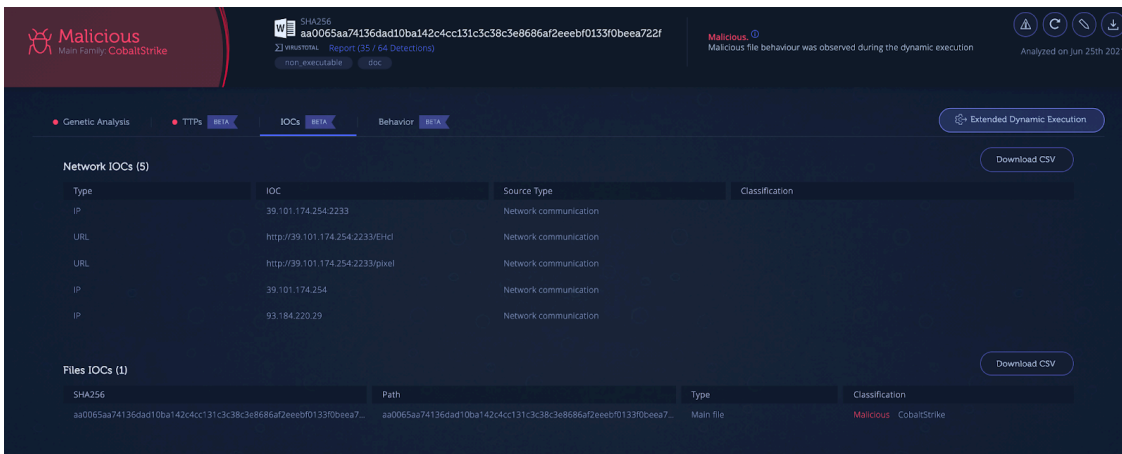 Malicious
Main Family: CobaltStrike
SHA256
aa0065aa74136dad10ba142c4cc131c3c38c3e8686af2eeebf0133f0beea722f
VIRUSTOTAL Report (35 / 64 Detections)
non_executable doc
Malicious.
Malicious file behaviour was observed during the dynamic execution
Analyzed on Jun 25th 2021
Genetic Analysis TTPs BETA IOCs BETA Behavior BETA Extended Dynamic Execution
Network IOCs (5) Download CSV
Type IOC Source Type Classification
IP 39.101.174.254:2233 Network communication
URL http://39.101.174.254:2233/EHcl Network communication
URL http://39.101.174.254:2233/pixel Network communication
IP 39.101.174.254 Network communication
IP 93.184.220.29 Network communication
Files IOCs (1) Download CSV
SHA256 Path Type Classification
aa0065aa74136dad10ba142c4cc131c3c38c3e8686af2eeebf0133f0beea7... aa0065aa74136dad10ba142c4cc131c3c38c3e8686af2eeebf0133f0beea7... Main file Malicious CobaltStrike